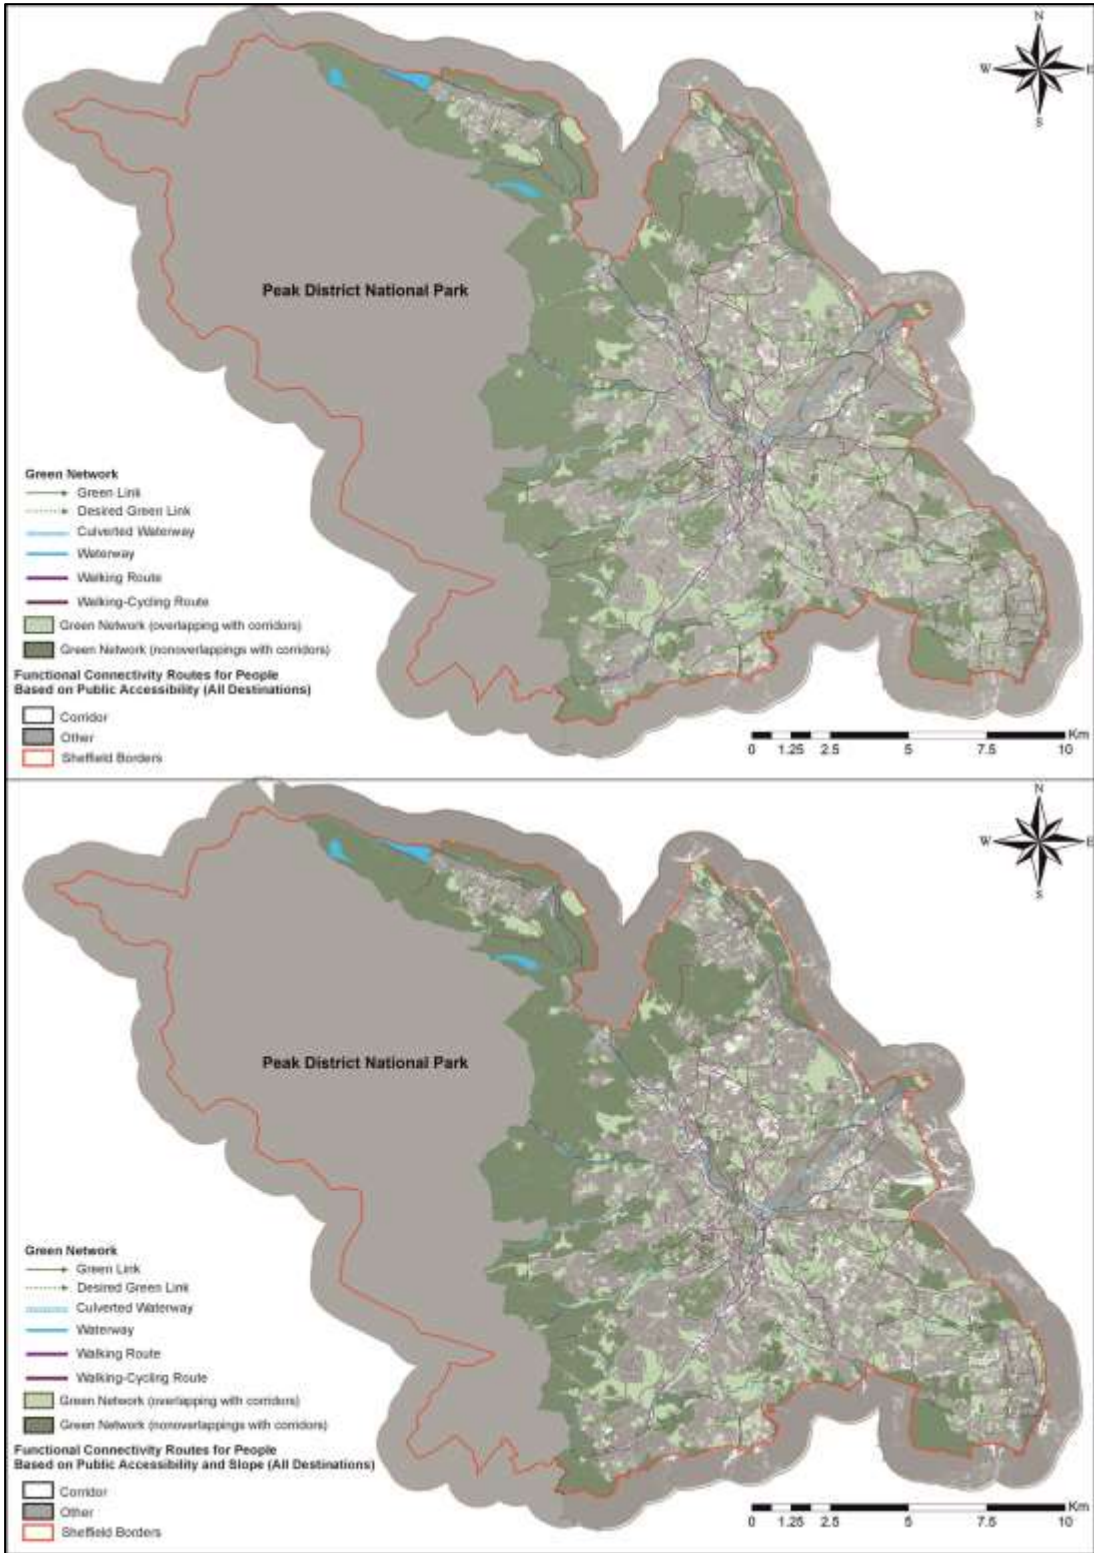 N
W E
S
Peak District National Park
Green Network
Green Link
Desired Green Link
Culverted Waterway
Waterway
Walking Route
Walking-Cycling Route
Green Network (overlapping with corridors)
Green Network (nonoverlappings with corridors)
Functional Connectivity Routes for People
Based on Public Accessibility (All Destinations)
Corridor
Other
Sheffield Borders
Km
0 1.25 2.5 5 7.5 10
N
W E
S
Peak District National Park
Green Network
Green Link
Desired Green Link
Culverted Waterway
Waterway
Walking Route
Walking-Cycling Route
Green Network (overlapping with corridors)
Green Network (nonoverlappings with corridors)
Functional Connectivity Routes for People
Based on Public Accessibility and Slope (All Destinations)
Corridor
Other
Sheffield Borders
Km
0 1.25 2.5 5 7.5 10